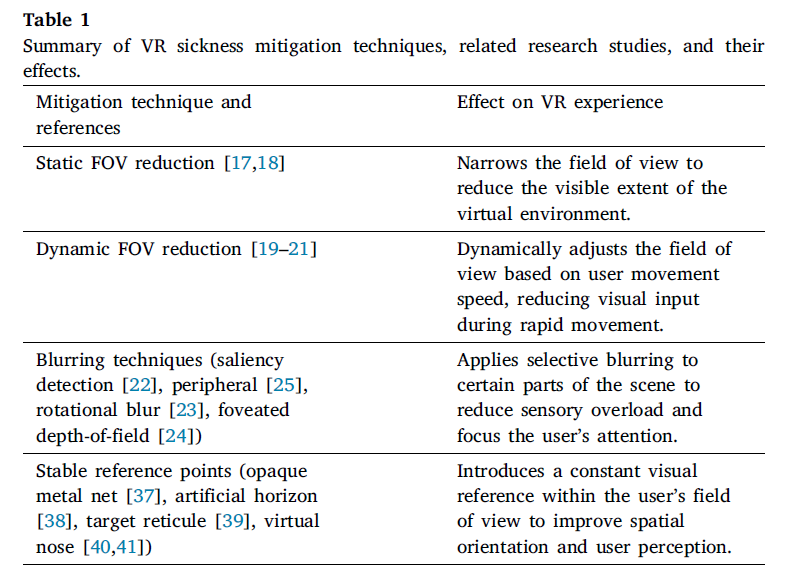 Table 1
Summary of VR sickness mitigation techniques, related research studies, and their
effects.
Mitigation technique and
references
Effect on VR experience
Static FOV reduction [17,18]
Narrows the field of view to
reduce the visible extent of the
virtual environment.
Dynamic FOV reduction [19–21]
Dynamically adjusts the field of
view based on user movement
speed, reducing visual input
during rapid movement.
Blurring techniques (saliency
detection [22], peripheral [25],
rotational blur [23], foveated
depth-of-field [24])
Applies selective blurring to
certain parts of the scene to
reduce sensory overload and
focus the user’s attention.
Stable reference points (opaque
metal net [37], artificial horizon
[38], target reticule [39], virtual
nose [40,41])
Introduces a constant visual
reference within the user’s field
of view to improve spatial
orientation and user perception.